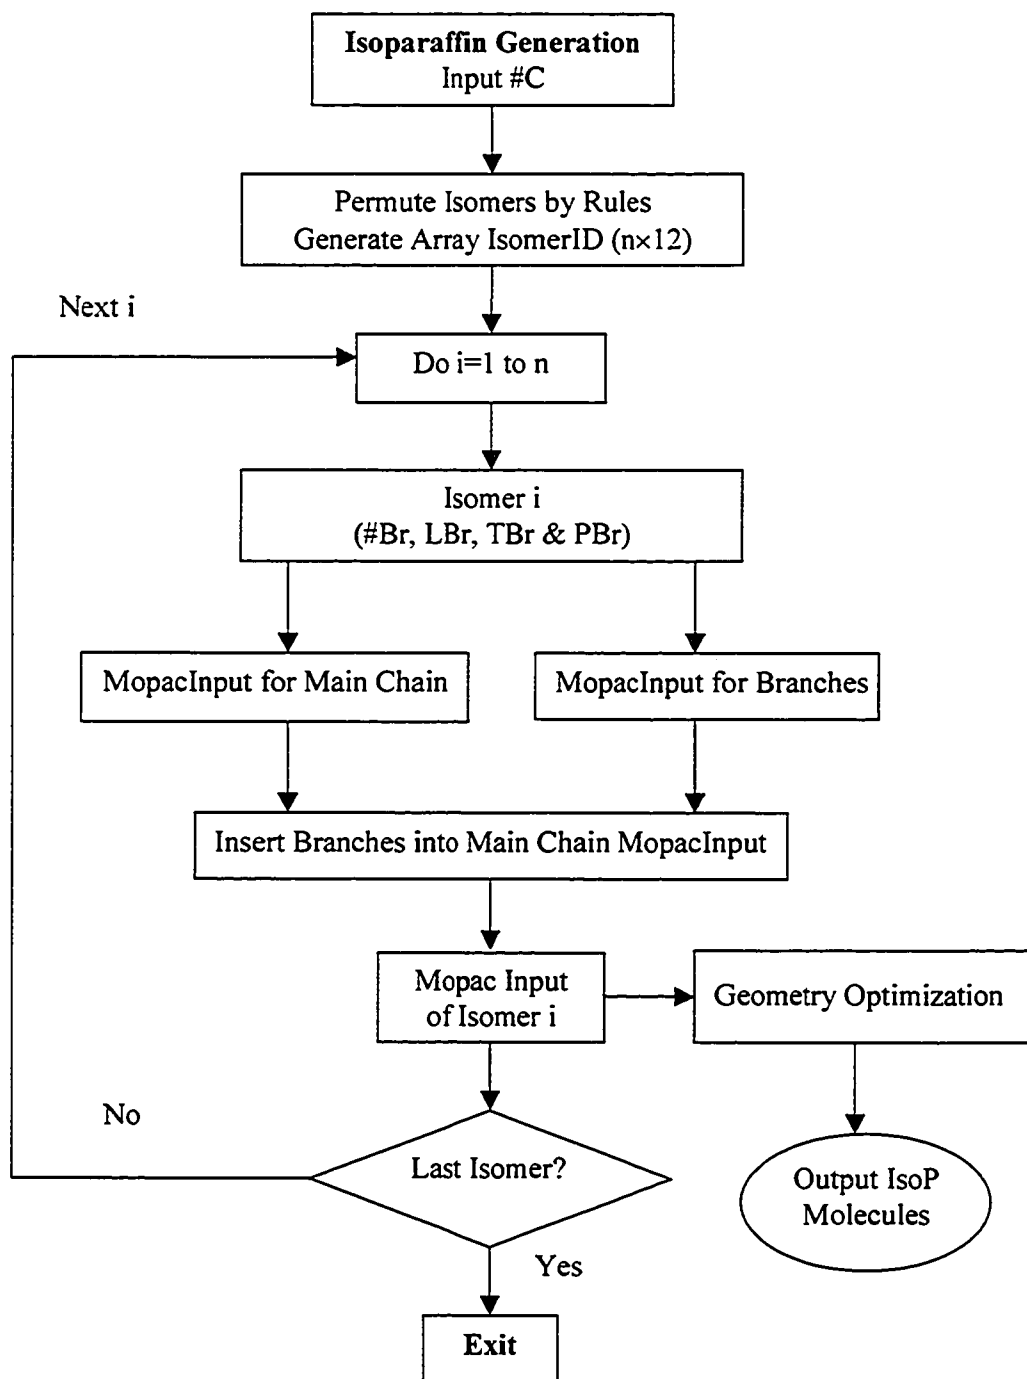 Isoparaffin Generation
Input #C
Permute Isomers by Rules
Generate Array IsomerID (n×12)
Next i
Do i=1 to n
Isomer i
(#Br, LBr, TBr & PBr)
MopacInput for Main Chain
MopacInput for Branches
Insert Branches into Main Chain MopacInput
Mopac Input
of Isomer i
Geometry Optimization
No
Last Isomer?
Output IsoP
Molecules
Yes
Exit